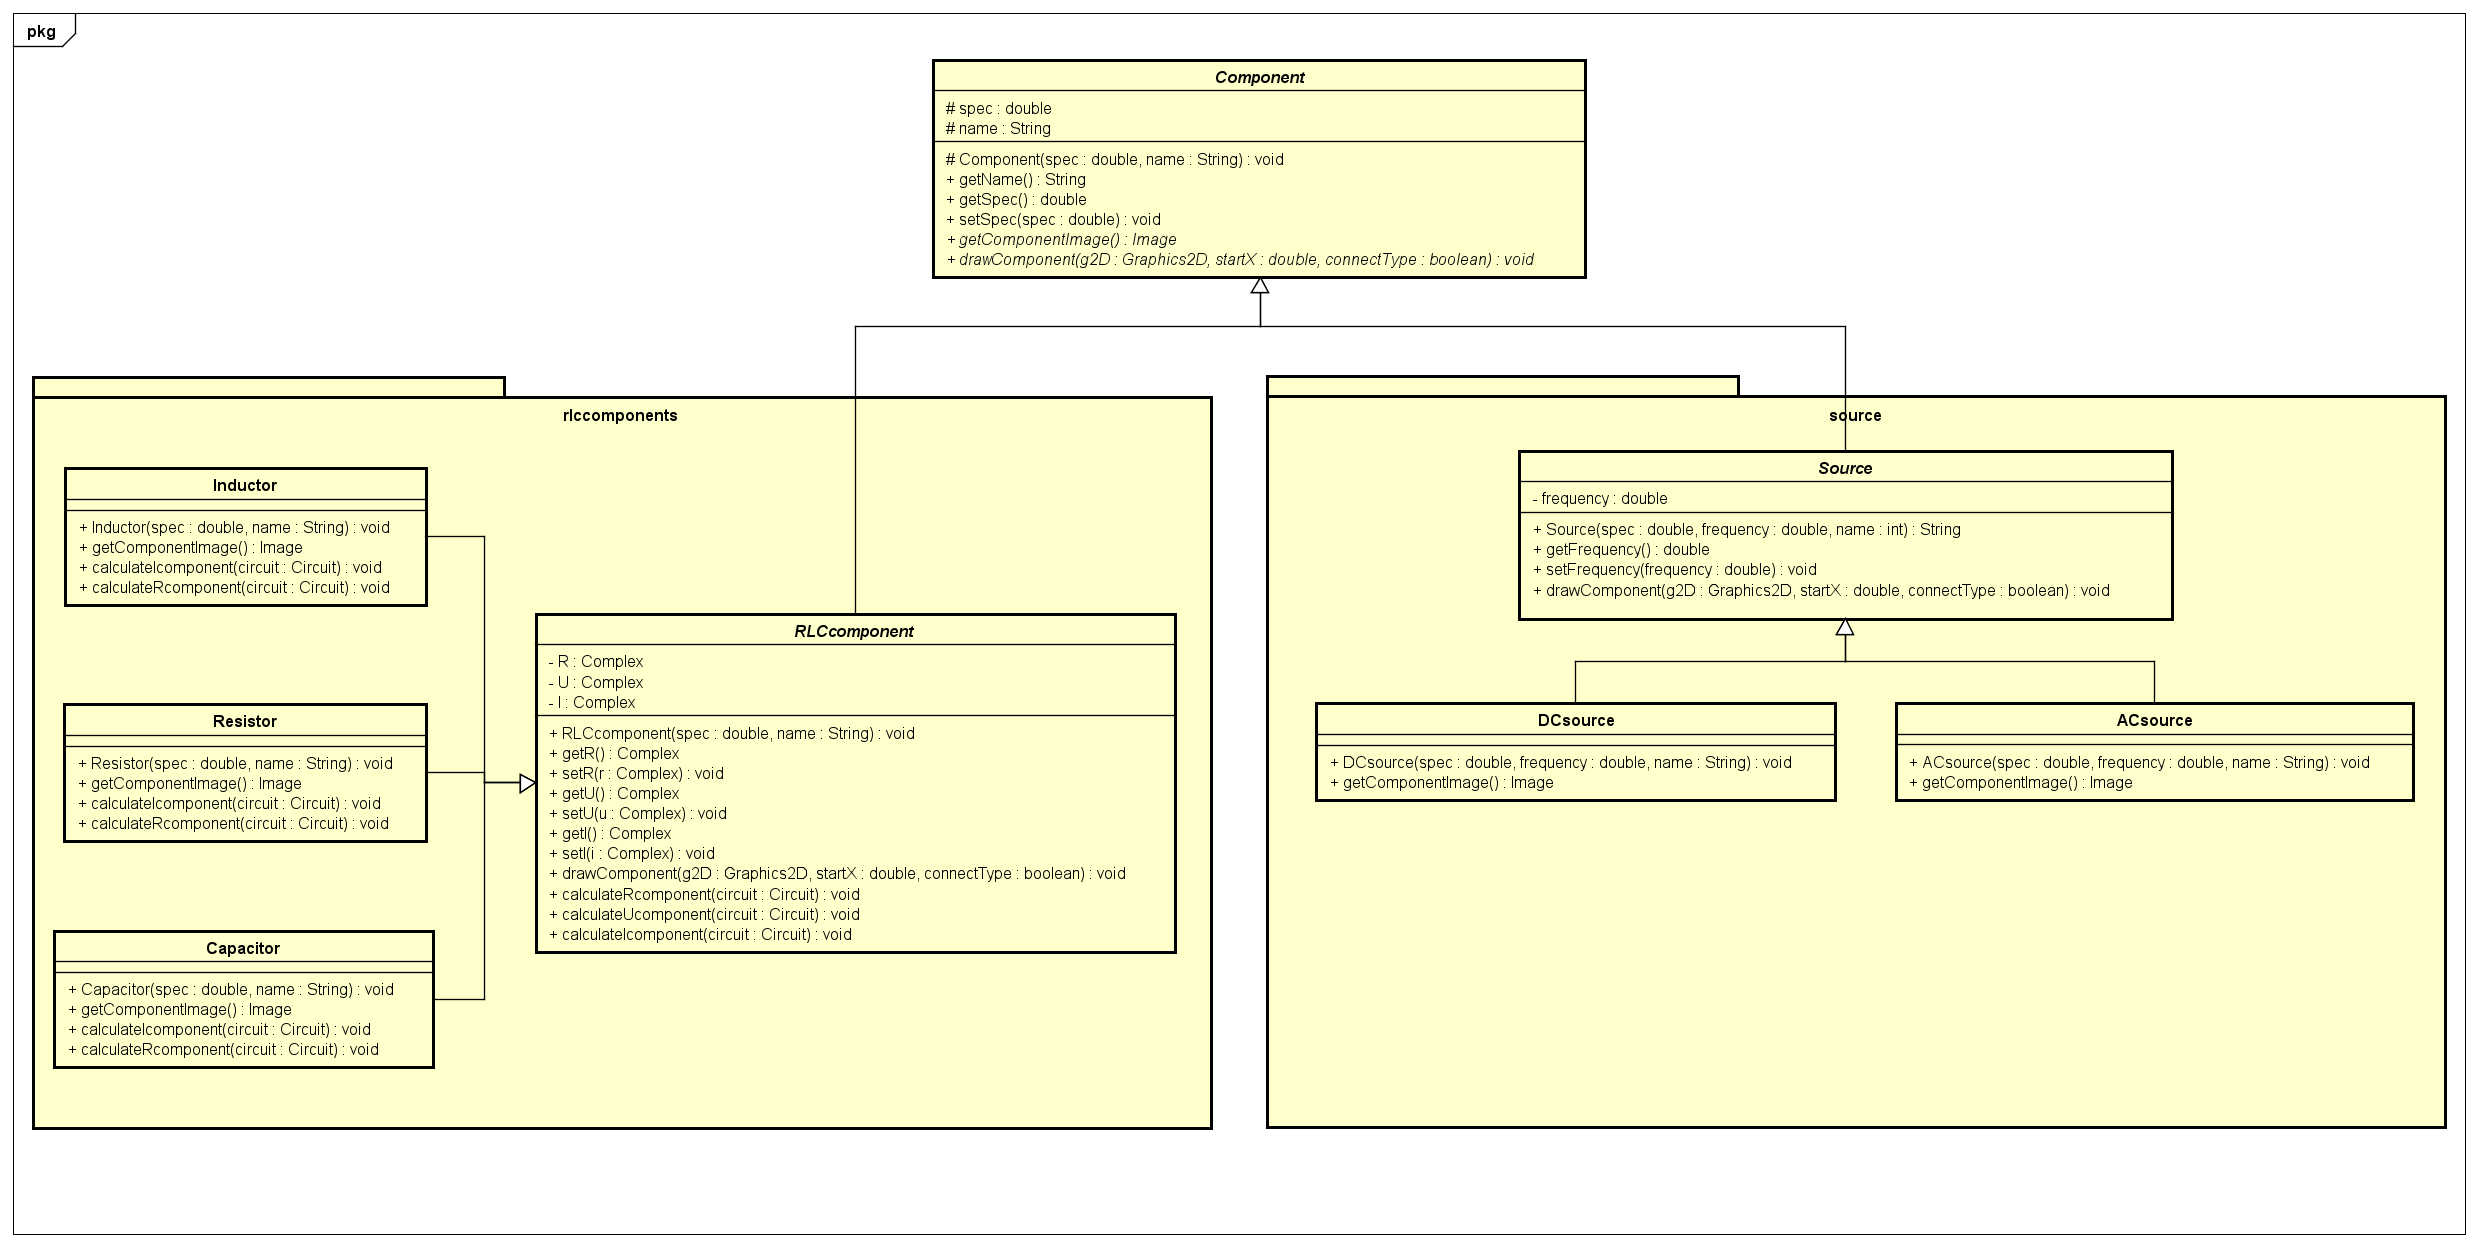 pkg
Component
# spec : double
# name : String
# Component(spec : double, name : String) : void
+ getName() : String
+ getSpec() : double
+ setSpec(spec : double) : void
+ getComponentImage() : Image
+ drawComponent(g2D : Graphics2D, startX : double, connectType : boolean) : void
rlccomponents
Inductor
+ Inductor(spec : double, name : String) : void
+ getComponentImage() : Image
+ calculateIcomponent(circuit : Circuit) : void
+ calculateRcomponent(circuit : Circuit) : void
Resistor
+ Resistor(spec : double, name : String) : void
+ getComponentImage() : Image
+ calculateIcomponent(circuit : Circuit) : void
+ calculateRcomponent(circuit : Circuit) : void
Capacitor
+ Capacitor(spec : double, name : String) : void
+ getComponentImage() : Image
+ calculateIcomponent(circuit : Circuit) : void
+ calculateRcomponent(circuit : Circuit) : void
RLCcomponent
- R : Complex
- U : Complex
- I : Complex
+ RLCcomponent(spec : double, name : String) : void
+ getR() : Complex
+ setR(r : Complex) : void
+ getU() : Complex
+ setU(u : Complex) : void
+ getI() : Complex
+ setI(i : Complex) : void
+ drawComponent(g2D : Graphics2D, startX : double, connectType : boolean) : void
+ calculateRcomponent(circuit : Circuit) : void
+ calculateUcomponent(circuit : Circuit) : void
+ calculateIcomponent(circuit : Circuit) : void
source
Source
- frequency : double
+ Source(spec : double, frequency : double, name : int) : String
+ getFrequency() : double
+ setFrequency(frequency : double) : void
+ drawComponent(g2D : Graphics2D, startX : double, connectType : boolean) : void
DCsource
+ DCsource(spec : double, frequency : double, name : String) : void
+ getComponentImage() : Image
ACsource
+ ACsource(spec : double, frequency : double, name : String) : void
+ getComponentImage() : Image